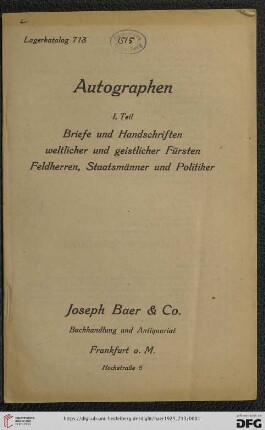 Lagerkatalog 713
1515
Autographen
I. Teil
Briefe und Handschriften
weltlicher und geistlicher Fürsten
Feldherren, Staatsmänner und Politiker
Joseph Baer & Co.
Buchhandlung und Antiquariat
Frankfurt a. M.
Hochstraße 6
DFG